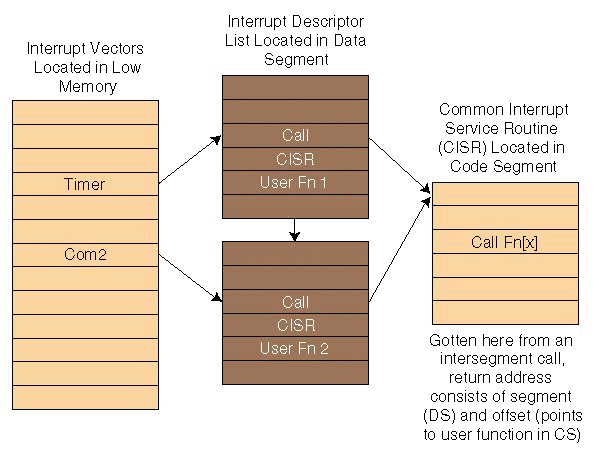 Interrupt Vectors
Located in Low
Memory
Timer
Com2
Interrupt Descriptor
List Located in Data
Segment
Call
CISR
User Fn 1
Call
CISR
User Fn 2
Common Interrupt
Service Routine
(CISR) Located in
Code Segment
Call Fn[x]
Gotten here from an
intersegment call,
return address
consists of segment
(DS) and offset (points
to user function in CS)